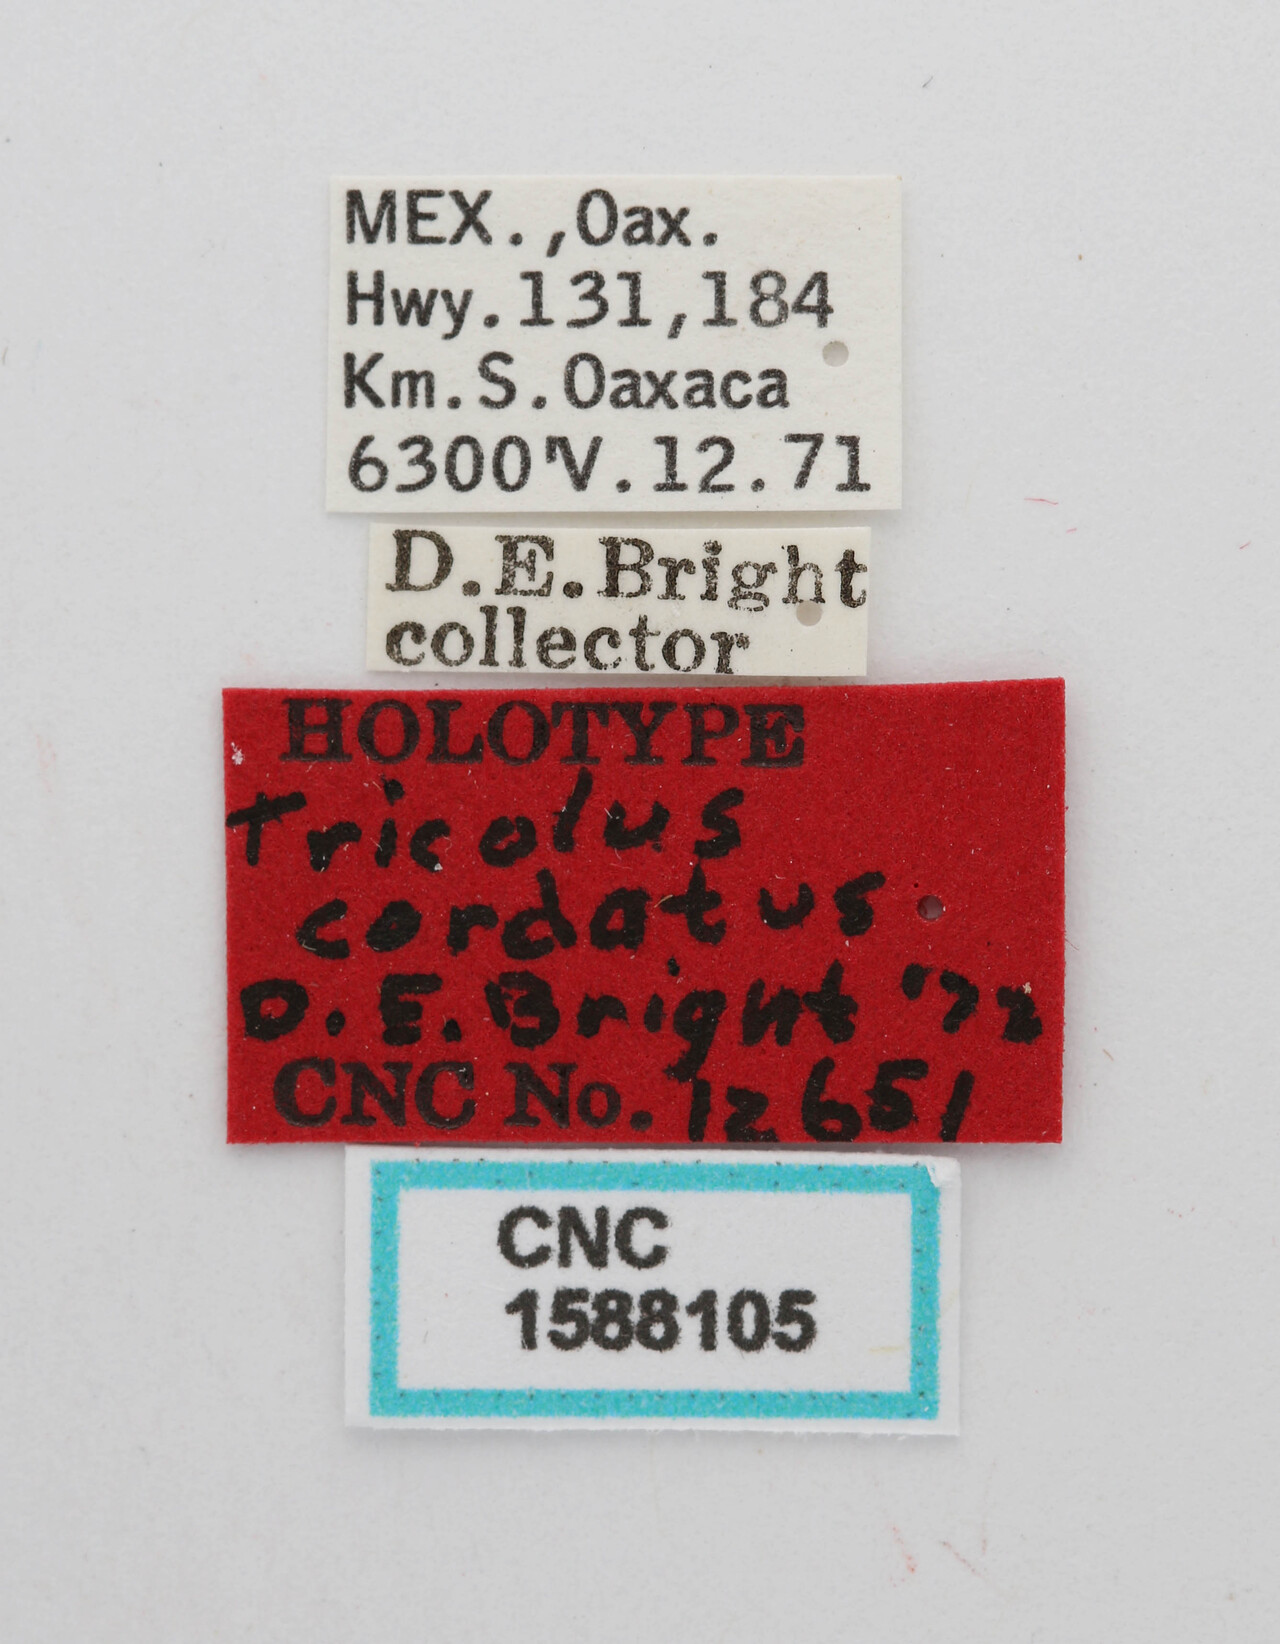 MEX.,Oax.
Hwy.131,184
Km.S.Oaxaca
6300'V.12.71
D.E.Bright
collector
HOLOTYPE
Tricolus
cordatus
D.E.Bright '72
CNC No. 12651
CNC
1588105